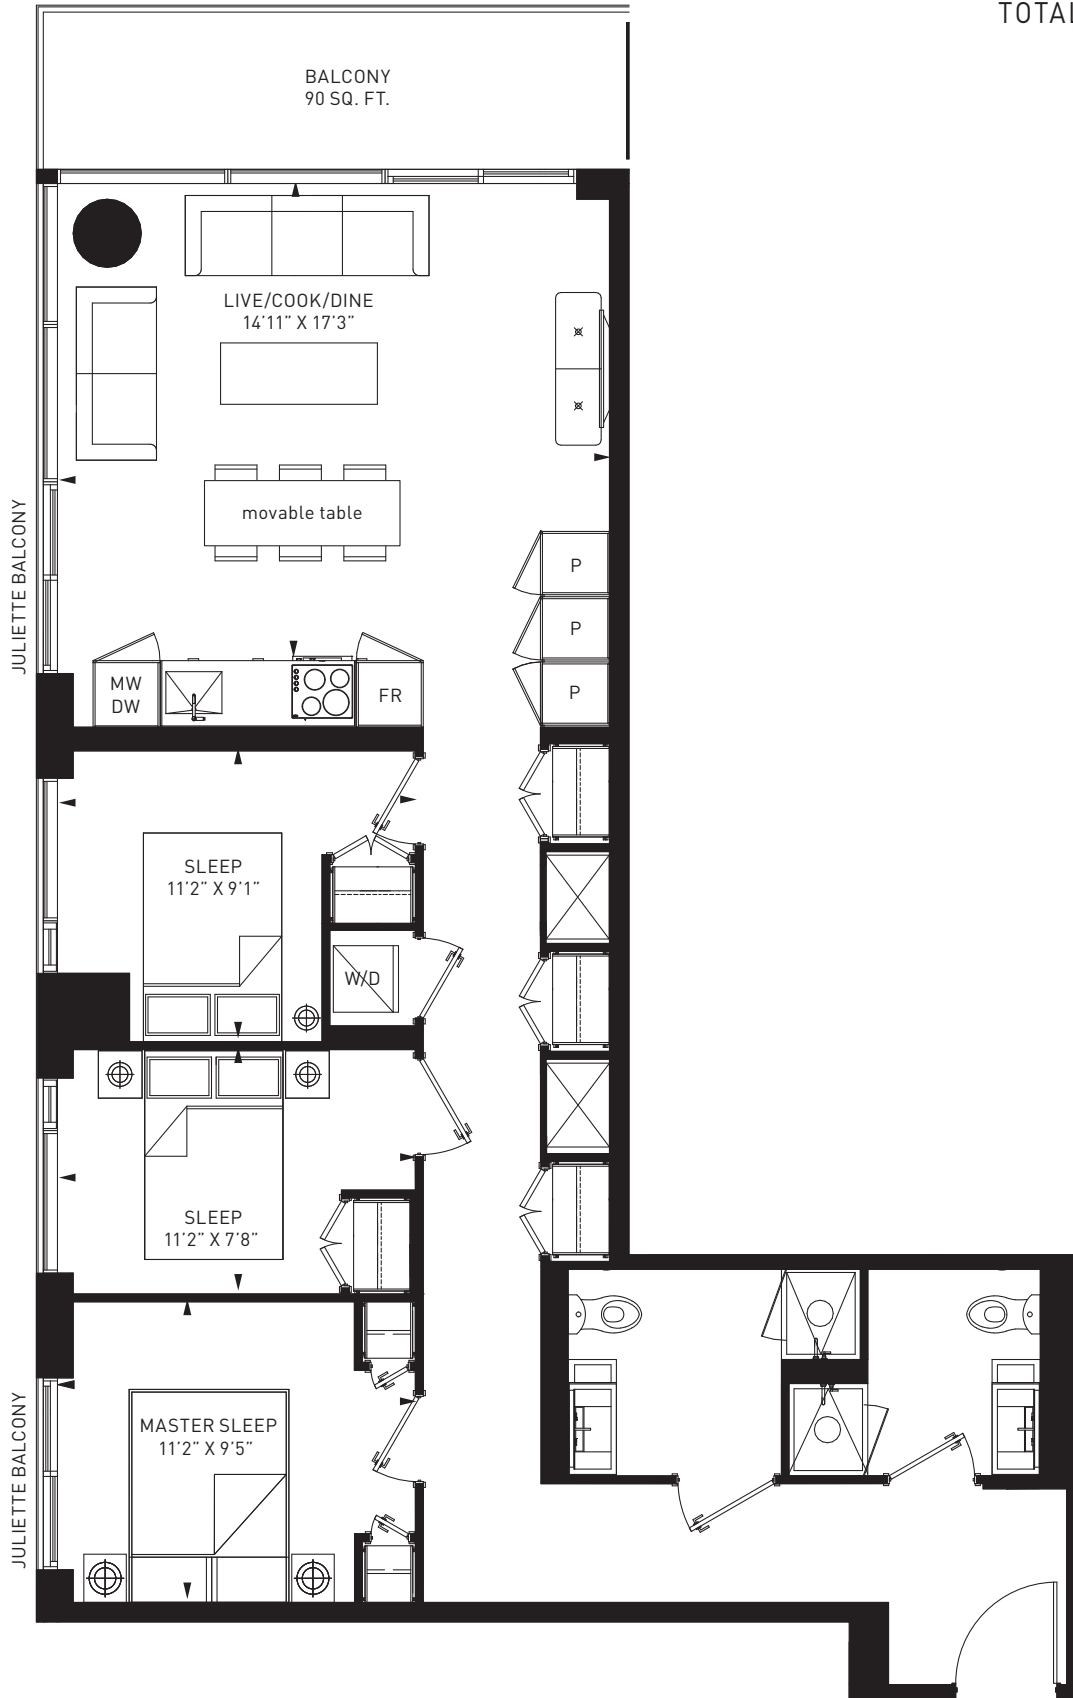 TOTAL
BALCONY
90 SQ. FT.
LIVE/COOK/DINE
14'11" X 17'3"
movable table
JULIETTE BALCONY
P
P
P
MW
DW
FR
SLEEP
11'2" X 9'1"
W/D
SLEEP
11'2" X 7'8"
MASTER SLEEP
11'2" X 9'5"
JULIETTE BALCONY